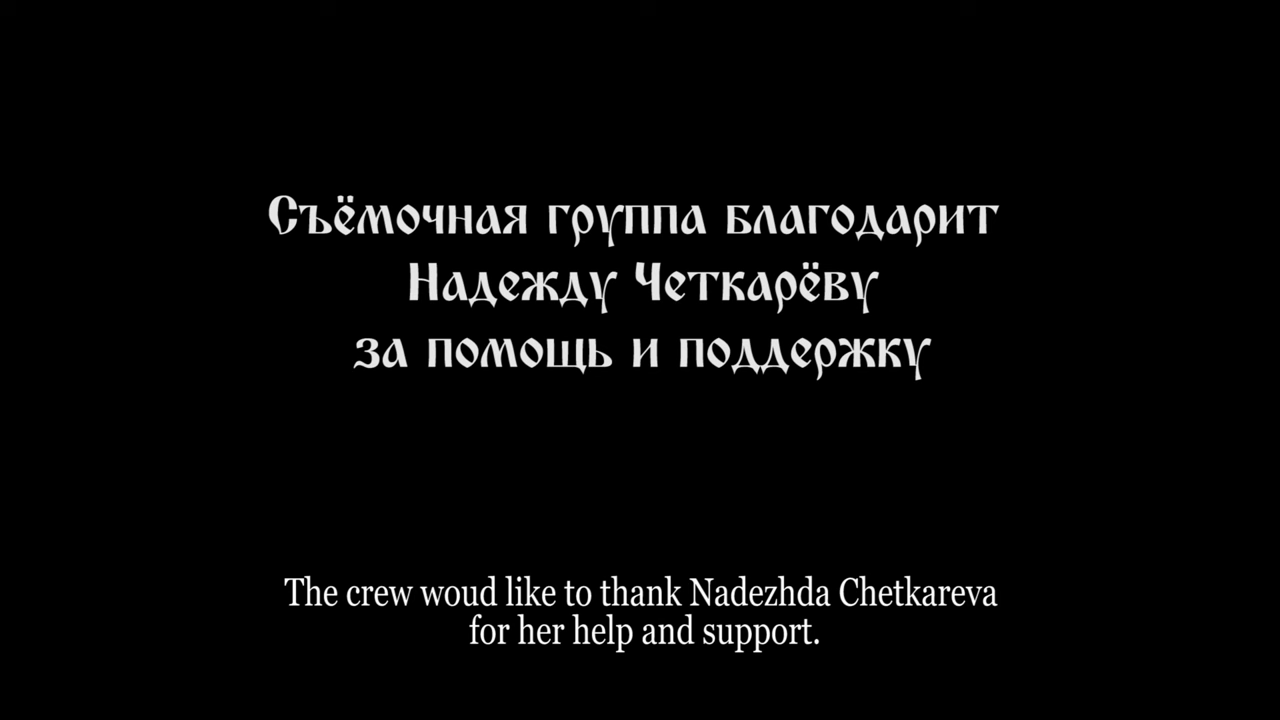 Съёмочная группа благодарит
Надежду Четкарёву
за помощь и поддержку
The crew woud like to thank Nadezhda Chetkareva
for her help and support.